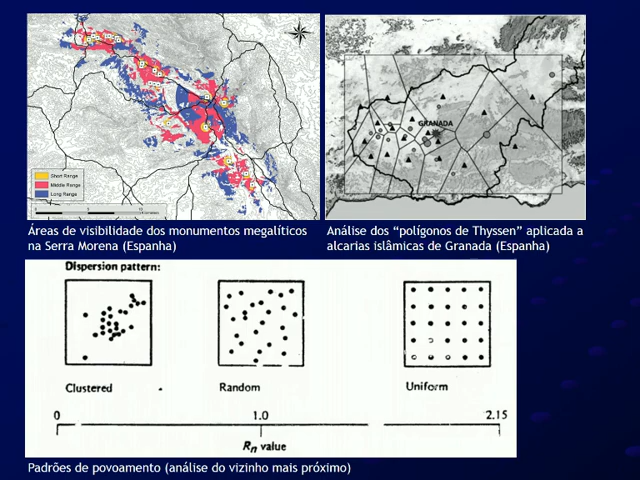 Short Range
Middle Range
Long Range
Áreas de visibilidade dos monumentos megalíticos
na Serra Morena (Espanha)
GRANADA
Análise dos “polígonos de Thyssen” aplicada a
alcarias islâmicas de Granada (Espanha)
Dispersion pattern:
Clustered
Random
Uniform
0
1.0
2.15
Rn value
Padrões de povoamento (análise do vizinho mais próximo)